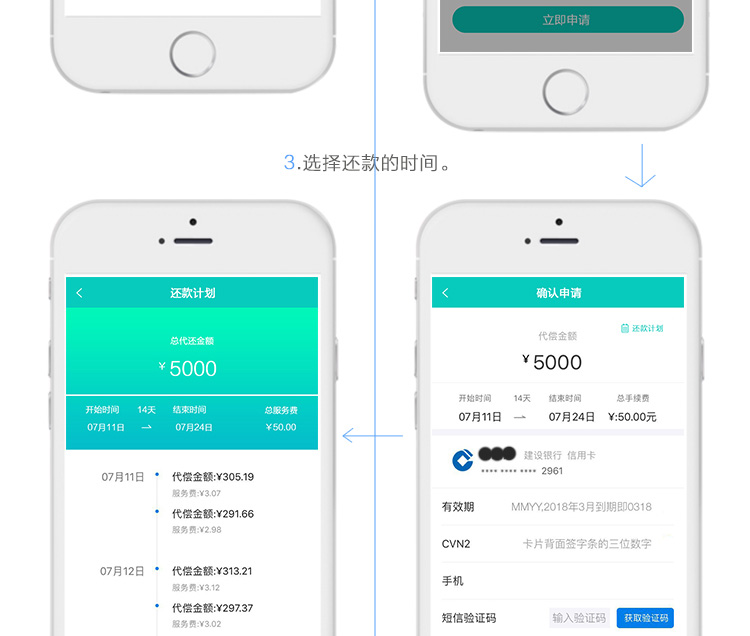 立即申请
3.选择还款的时间。
还款计划
总代还金额
¥5000
开始时间 14天 结束时间 总服务费
07月11日 07月24日 ¥50.00
07月11日 代偿金额:¥305.19
服务费:¥3.07
代偿金额:¥291.66
服务费:¥2.98
07月12日 代偿金额:¥313.21
服务费:¥3.12
代偿金额:¥297.37
服务费:¥3.02
确认申请
还款计划
代偿金额
¥5000
开始时间 14天 结束时间 总手续费
07月11日 07月24日 ¥:50.00元
建设银行 信用卡
**** **** **** 2961
有效期 MMYY,2018年3月到期即0318
CVN2 卡片背面签字条的三位数字
手机
短信验证码 输入验证码 获取验证码